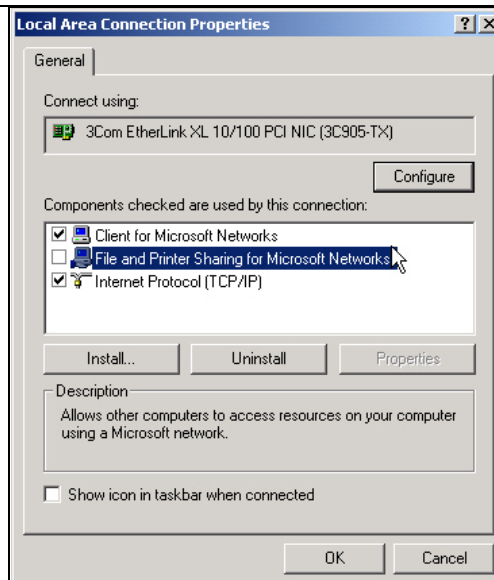 Local Area Connection Properties
General
Connect using:
3Com EtherLink XL 10/100 PCI NIC (3C905-TX)
Configure
Components checked are used by this connection:
Client for Microsoft Networks
File and Printer Sharing for Microsoft Networks
Internet Protocol (TCP/IP)
Install... Uninstall Properties
Description
Allows other computers to access resources on your computer
using a Microsoft network.
Show icon in taskbar when connected
OK Cancel